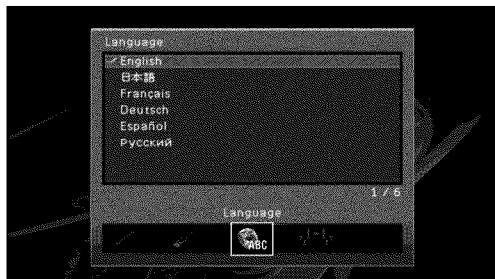 Language
English
日本語
Français
Deutsch
Español
Русский
1 / 6
Language
ABC